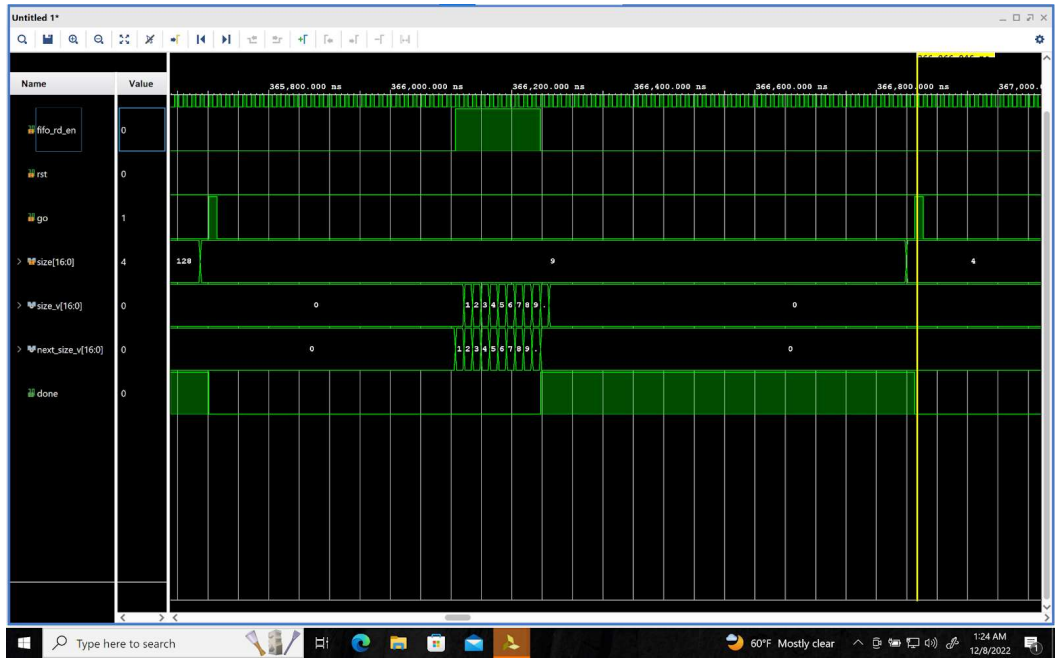 Untitled 1*
Name Value
365,800.000 ns 366,000.000 ns 366,200.000 ns 366,400.000 ns 366,600.000 ns 366,800.000 ns 367,000.
fifo_rd_en 0
rst 0
go 1
size[16:0] 4 128 9 4
size_v[16:0] 0 0 1 2 3 4 5 6 7 8 9 . 0
next_size_v[16:0] 0 0 1 2 3 4 5 6 7 8 9 . 0
done 0
Type here to search 60°F Mostly clear 1:24 AM
12/8/2022